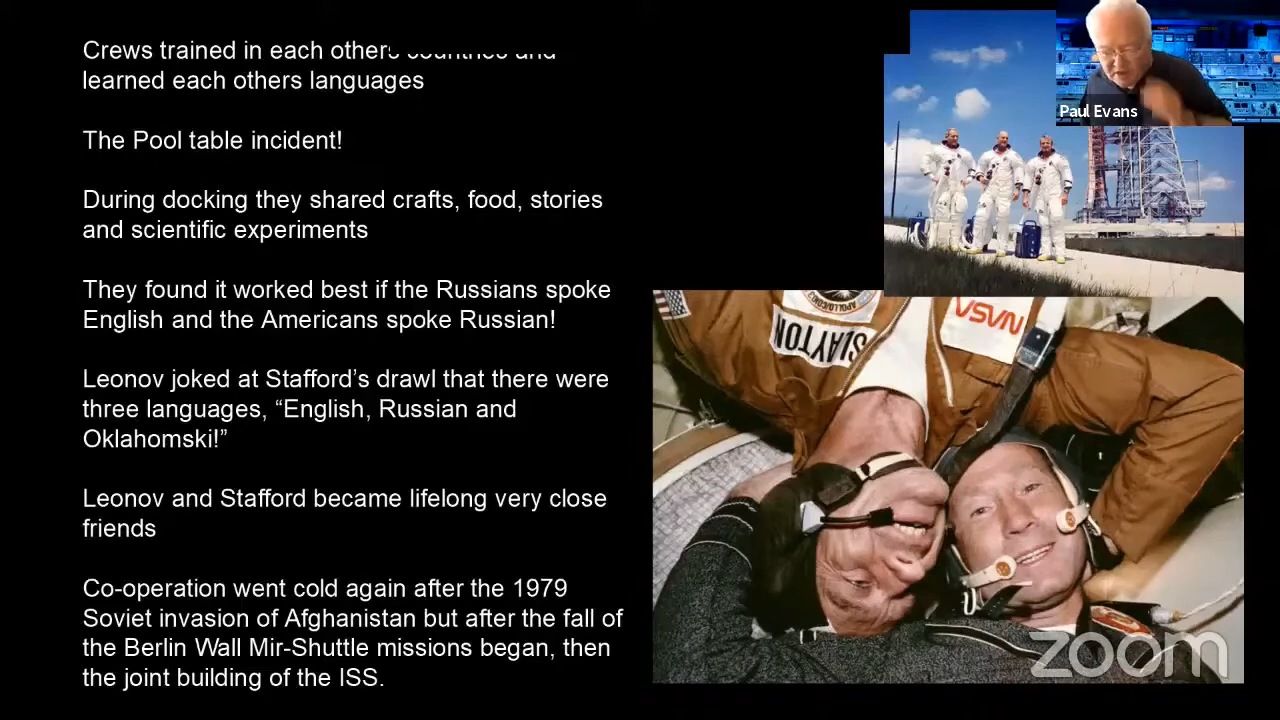 Crews trained in each others countries and
learned each others languages
The Pool table incident!
During docking they shared crafts, food, stories
and scientific experiments
They found it worked best if the Russians spoke
English and the Americans spoke Russian!
Leonov joked at Stafford’s drawl that there were
three languages, “English, Russian and
Oklahomski!”
Leonov and Stafford became lifelong very close
friends
Co-operation went cold again after the 1979
Soviet invasion of Afghanistan but after the fall of
the Berlin Wall Mir-Shuttle missions began, then
the joint building of the ISS.
Paul Evans
SLAYTON
NASA
zoom